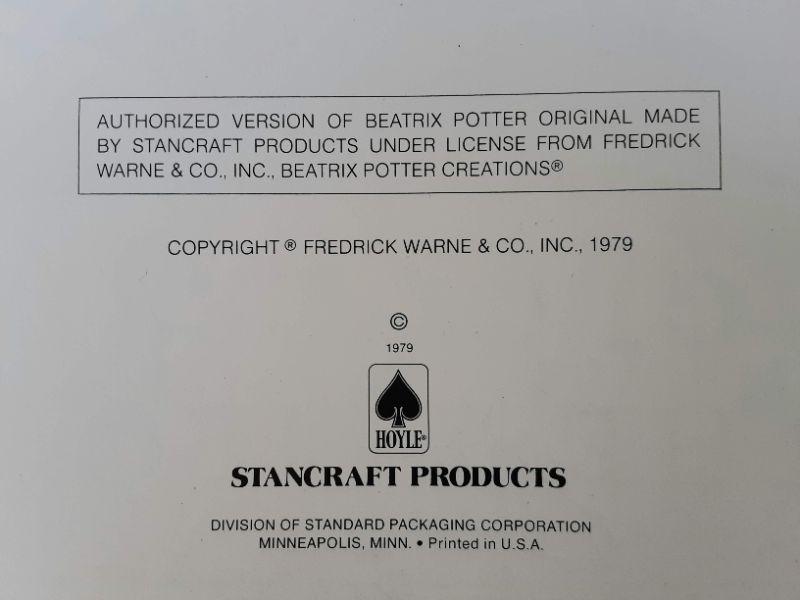 AUTHORIZED VERSION OF BEATRIX POTTER ORIGINAL MADE
BY STANCRAFT PRODUCTS UNDER LICENSE FROM FREDRICK
WARNE & CO., INC., BEATRIX POTTER CREATIONS®
COPYRIGHT ® FREDRICK WARNE & CO., INC., 1979
©
1979
HOYLE®
STANCRAFT PRODUCTS
DIVISION OF STANDARD PACKAGING CORPORATION
MINNEAPOLIS, MINN. • Printed in U.S.A.